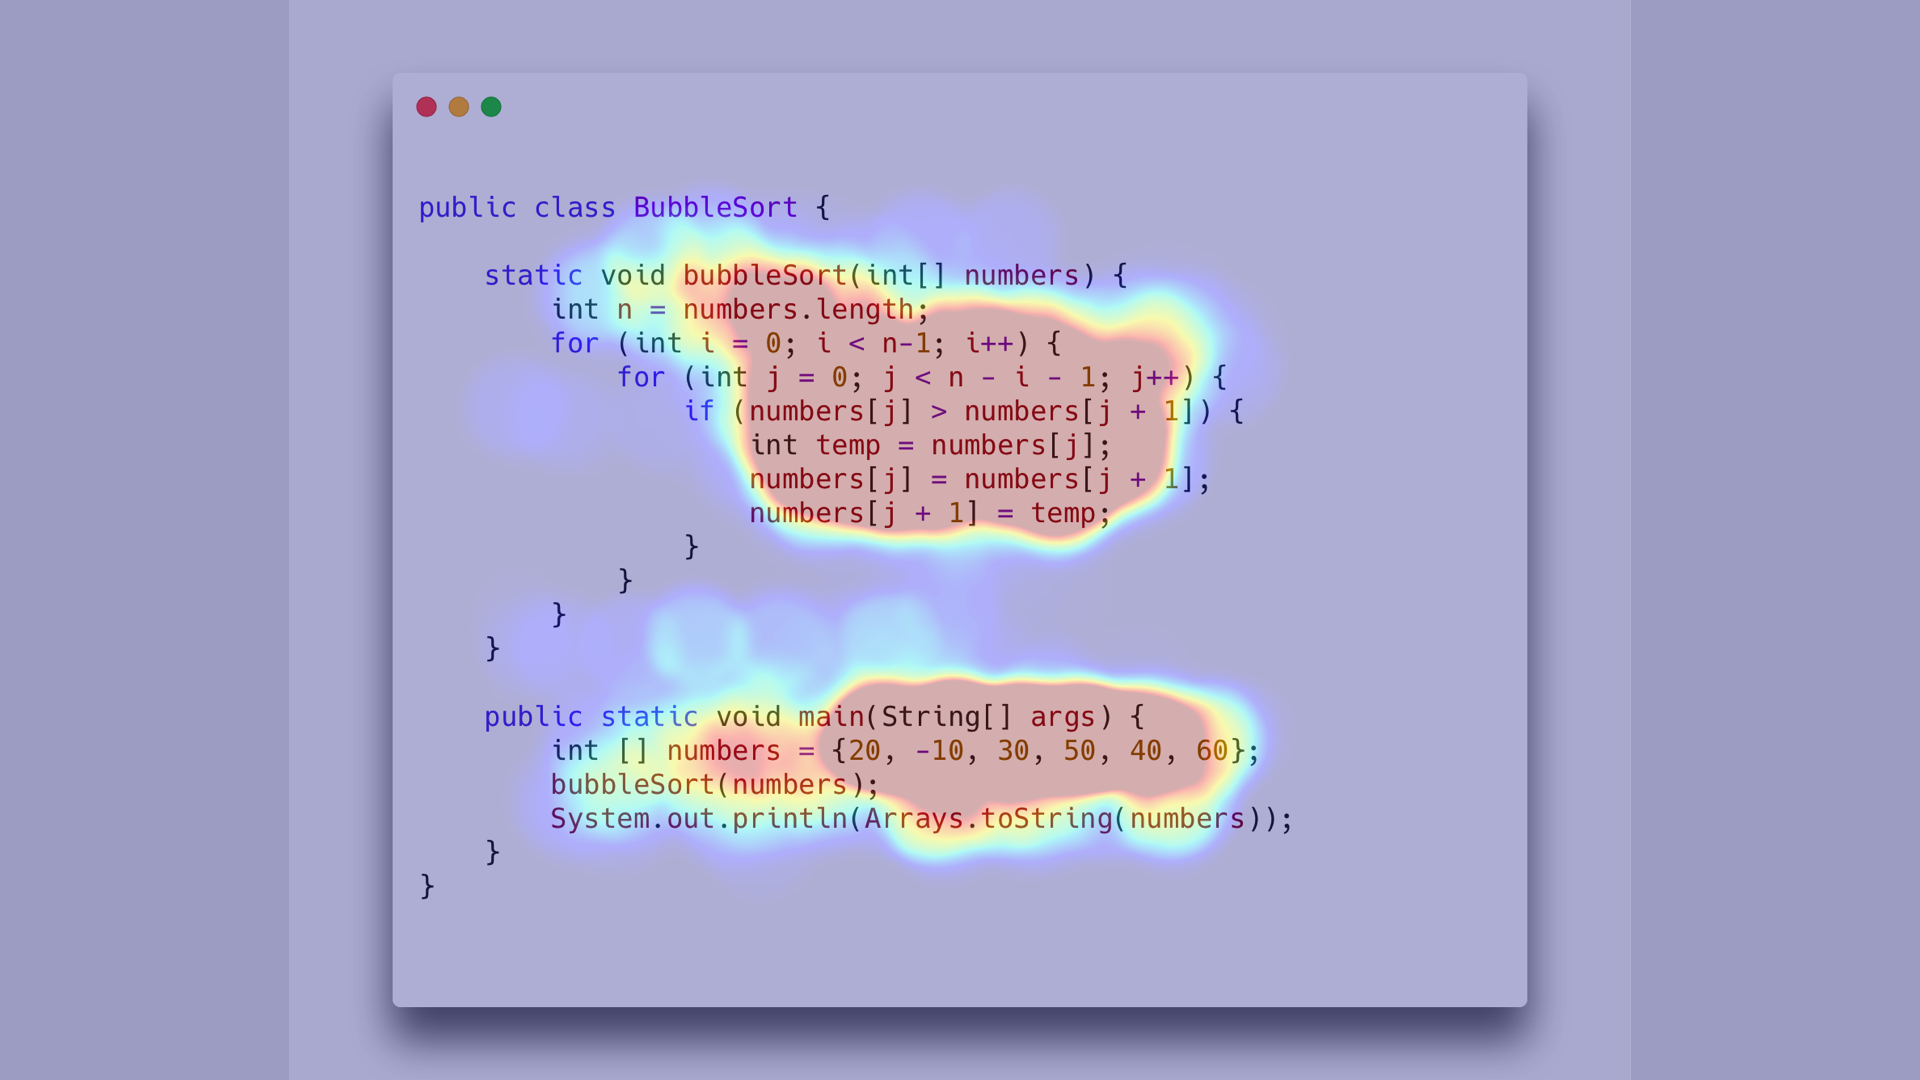 public class BubbleSort {
static void bubbleSort(int[] numbers) {
int n = numbers.length;
for (int i = 0; i < n-1; i++) {
for (int j = 0; j < n - i - 1; j++) {
if (numbers[j] > numbers[j + 1]) {
int temp = numbers[j];
numbers[j] = numbers[j + 1];
numbers[j + 1] = temp;
}
}
}
}
public static void main(String[] args) {
int [] numbers = {20, -10, 30, 50, 40, 60};
bubbleSort(numbers);
System.out.println(Arrays.toString(numbers));
}
}